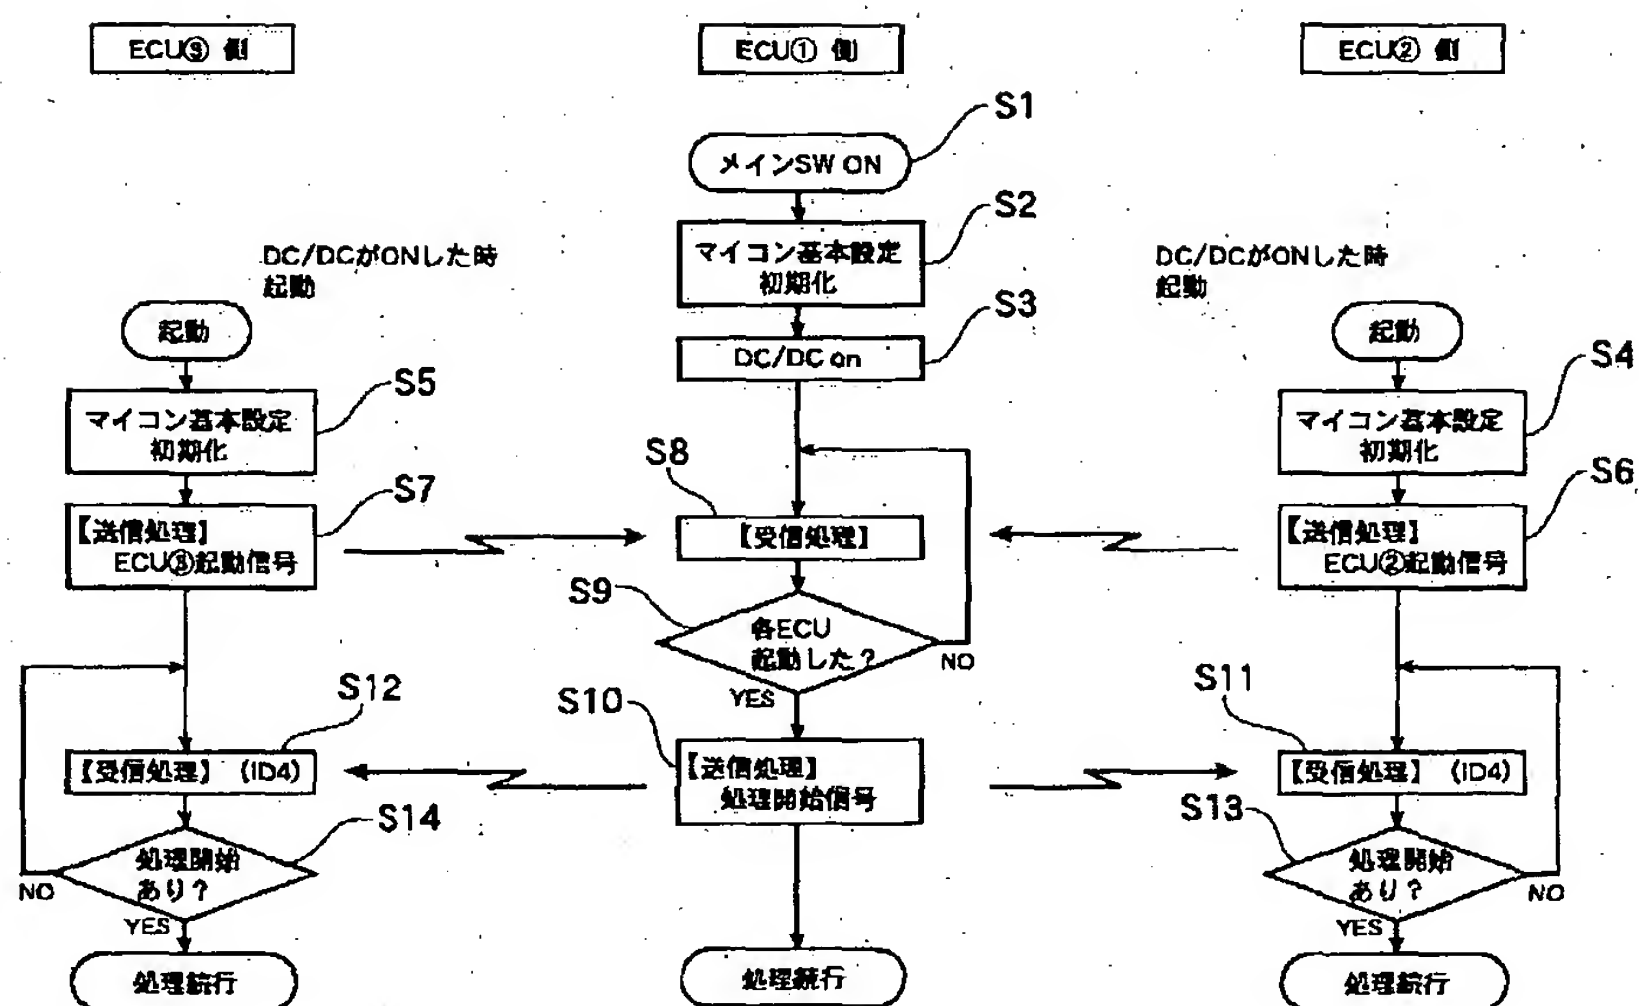 ECU③ 側
ECU① 側
ECU② 側
S1
メインSW ON
S2
マイコン基本設定
初期化
DC/DCがONした時
起動
DC/DCがONした時
起動
S3
DC/DC on
起動
起動
S5
マイコン基本設定
初期化
S4
マイコン基本設定
初期化
S7
【送信処理】
ECU③起動信号
S8
【受信処理】
S6
【送信処理】
ECU②起動信号
S9
各ECU
起動した?
NO
YES
S12
【受信処理】 (ID4)
S10
【送信処理】
処理開始信号
S11
【受信処理】 (ID4)
S14
処理開始
あり?
NO
YES
S13
処理開始
あり?
NO
YES
処理続行
処理続行
処理続行